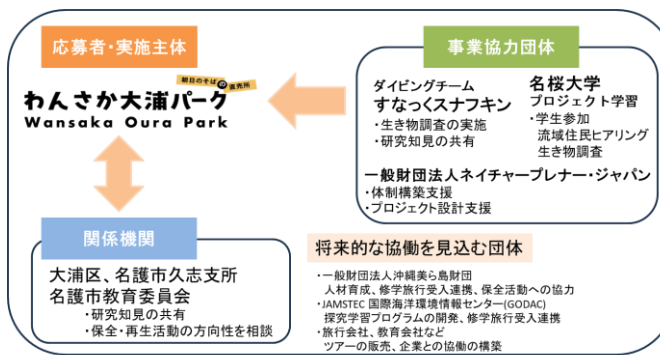 応募者・実施主体
朝日のそばの直売所
わんさか大浦パーク
Wansaka Oura Park
事業協力団体
ダイビングチーム
すなっくスナフキン
・生き物調査の実施
・研究知見の共有
名桜大学
プロジェクト学習
・学生参加
流域住民ヒアリング
生き物調査
一般財団法人ネイチャープレナー・ジャパン
・体制構築支援
・プロジェクト設計支援
関係機関
大浦区、名護市久志支所
名護市教育委員会
・研究知見の共有
・保全・再生活動の方向性を相談
将来的な協働を見込む団体
・一般財団法人沖縄美ら島財団
人材育成、修学旅行受入連携、保全活動への協力
・JAMSTEC 国際海洋環境情報センター(GODAC)
探究学習プログラムの開発、修学旅行受入連携
・旅行会社、教育会社など
ツアーの販売、企業との協働の構築